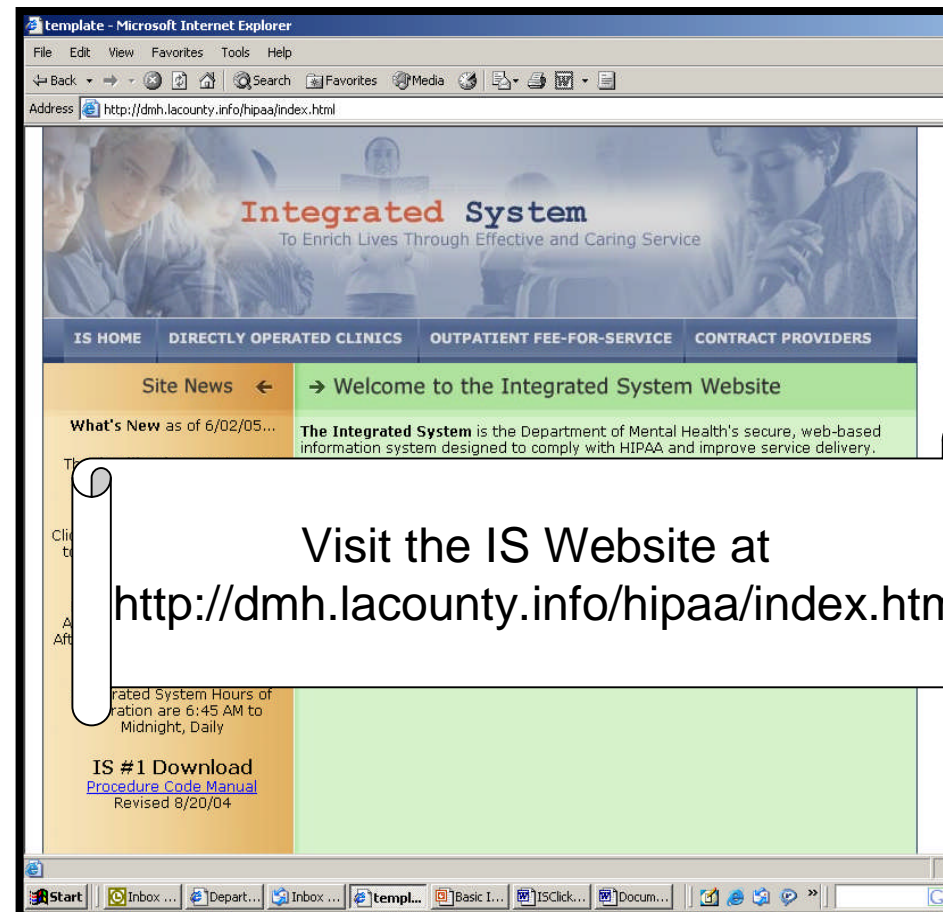 template - Microsoft Internet Explorer
File Edit View Favorites Tools Help
Back Search Favorites Media
Address http://dmh.lacounty.info/hipaa/index.html
Integrated System
To Enrich Lives Through Effective and Caring Service
IS HOME DIRECTLY OPERATED CLINICS OUTPATIENT FEE-FOR-SERVICE CONTRACT PROVIDERS
Site News ← → Welcome to the Integrated System Website
What's New as of 6/02/05...
The Integrated System is the Department of Mental Health's secure, web-based
information system designed to comply with HIPAA and improve service delivery.
Visit the IS Website at
http://dmh.lacounty.info/hipaa/index.htm
System Hours of
are 6:45 AM to
Midnight, Daily
IS #1 Download
Procedure Code Manual
Revised 8/20/04
Start Inbox ... Depart... Inbox ... templ... Basic I... ISClick... Docum... »